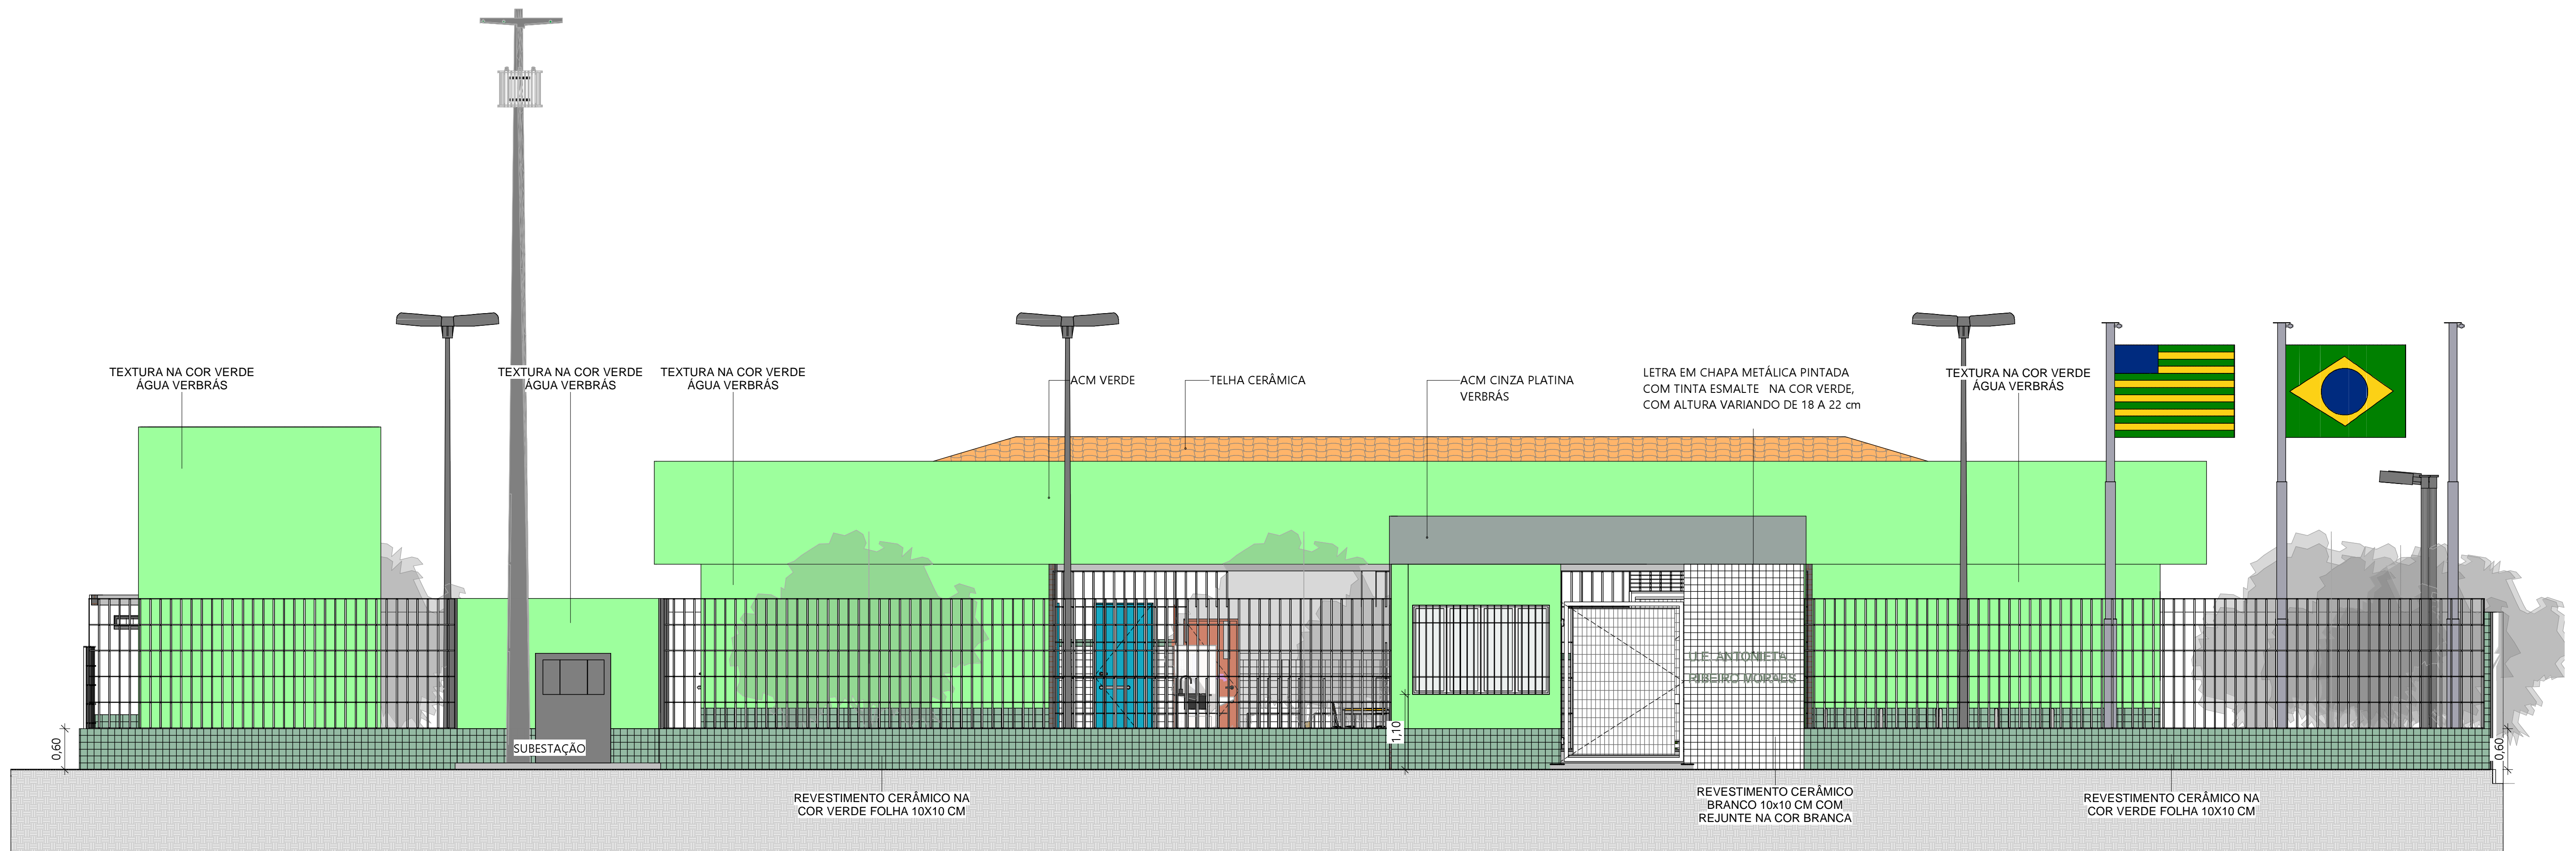 TEXTURA NA COR VERDE
ÁGUA VERBRÁS
TEXTURA NA COR VERDE
ÁGUA VERBRÁS
TEXTURA NA COR VERDE
ÁGUA VERBRÁS
ACM VERDE
TELHA CERÂMICA
ACM CINZA PLATINA
VERBRÁS
LETRA EM CHAPA METÁLICA PINTADA
COM TINTA ESMALTE NA COR VERDE,
COM ALTURA VARIANDO DE 18 A 22 cm
TEXTURA NA COR VERDE
ÁGUA VERBRÁS
U.E. ANTONIETA
RIBEIRO MORAES
0,60
SUBESTAÇÃO
1,10
0,60
REVESTIMENTO CERÂMICO NA
COR VERDE FOLHA 10X10 CM
REVESTIMENTO CERÂMICO
BRANCO 10x10 CM COM
REJUNTE NA COR BRANCA
REVESTIMENTO CERÂMICO NA
COR VERDE FOLHA 10X10 CM